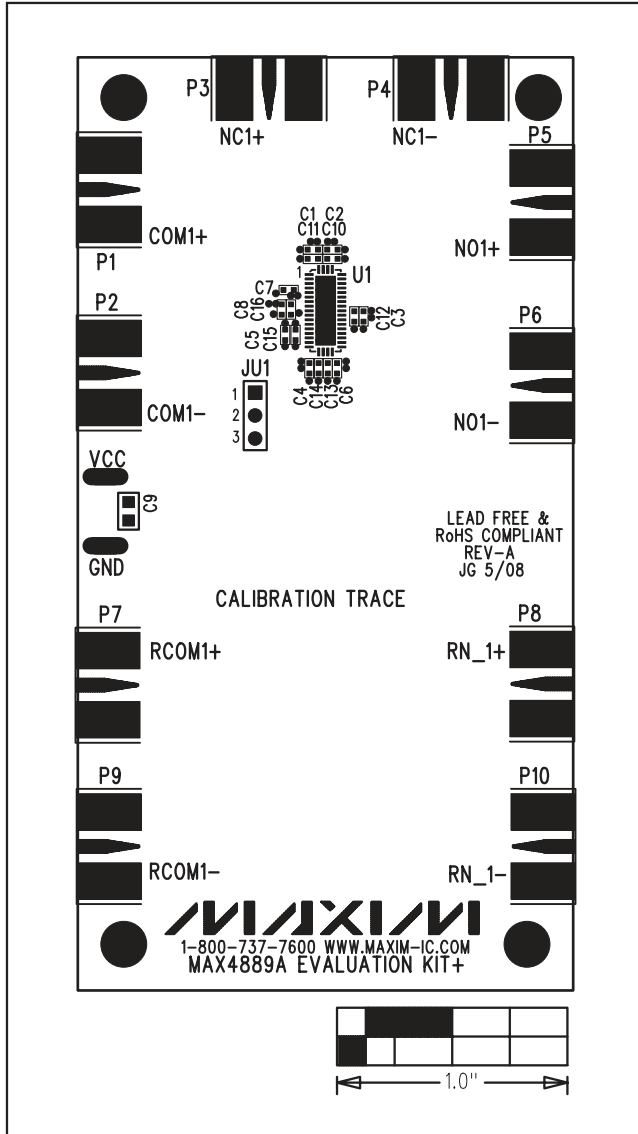 P3
P4
NC1+
NC1-
P5
COM1+
P1
NO1+
C1 C2
C11 C10
1
U1
C7
C8
C16
C12
C3
C5
C15
P2
P6
JU1
1
2
3
C4
C14
C13
C6
COM1-
NO1-
VCC
C9
GND
LEAD FREE &
RoHS COMPLIANT
REV-A
JG 5/08
CALIBRATION TRACE
P7
P8
RCOM1+
RN_1+
P9
P10
RCOM1-
RN_1-
MAXIM
1-800-737-7600 WWW.MAXIM-IC.COM
MAX4889A EVALUATION KIT+
1.0"